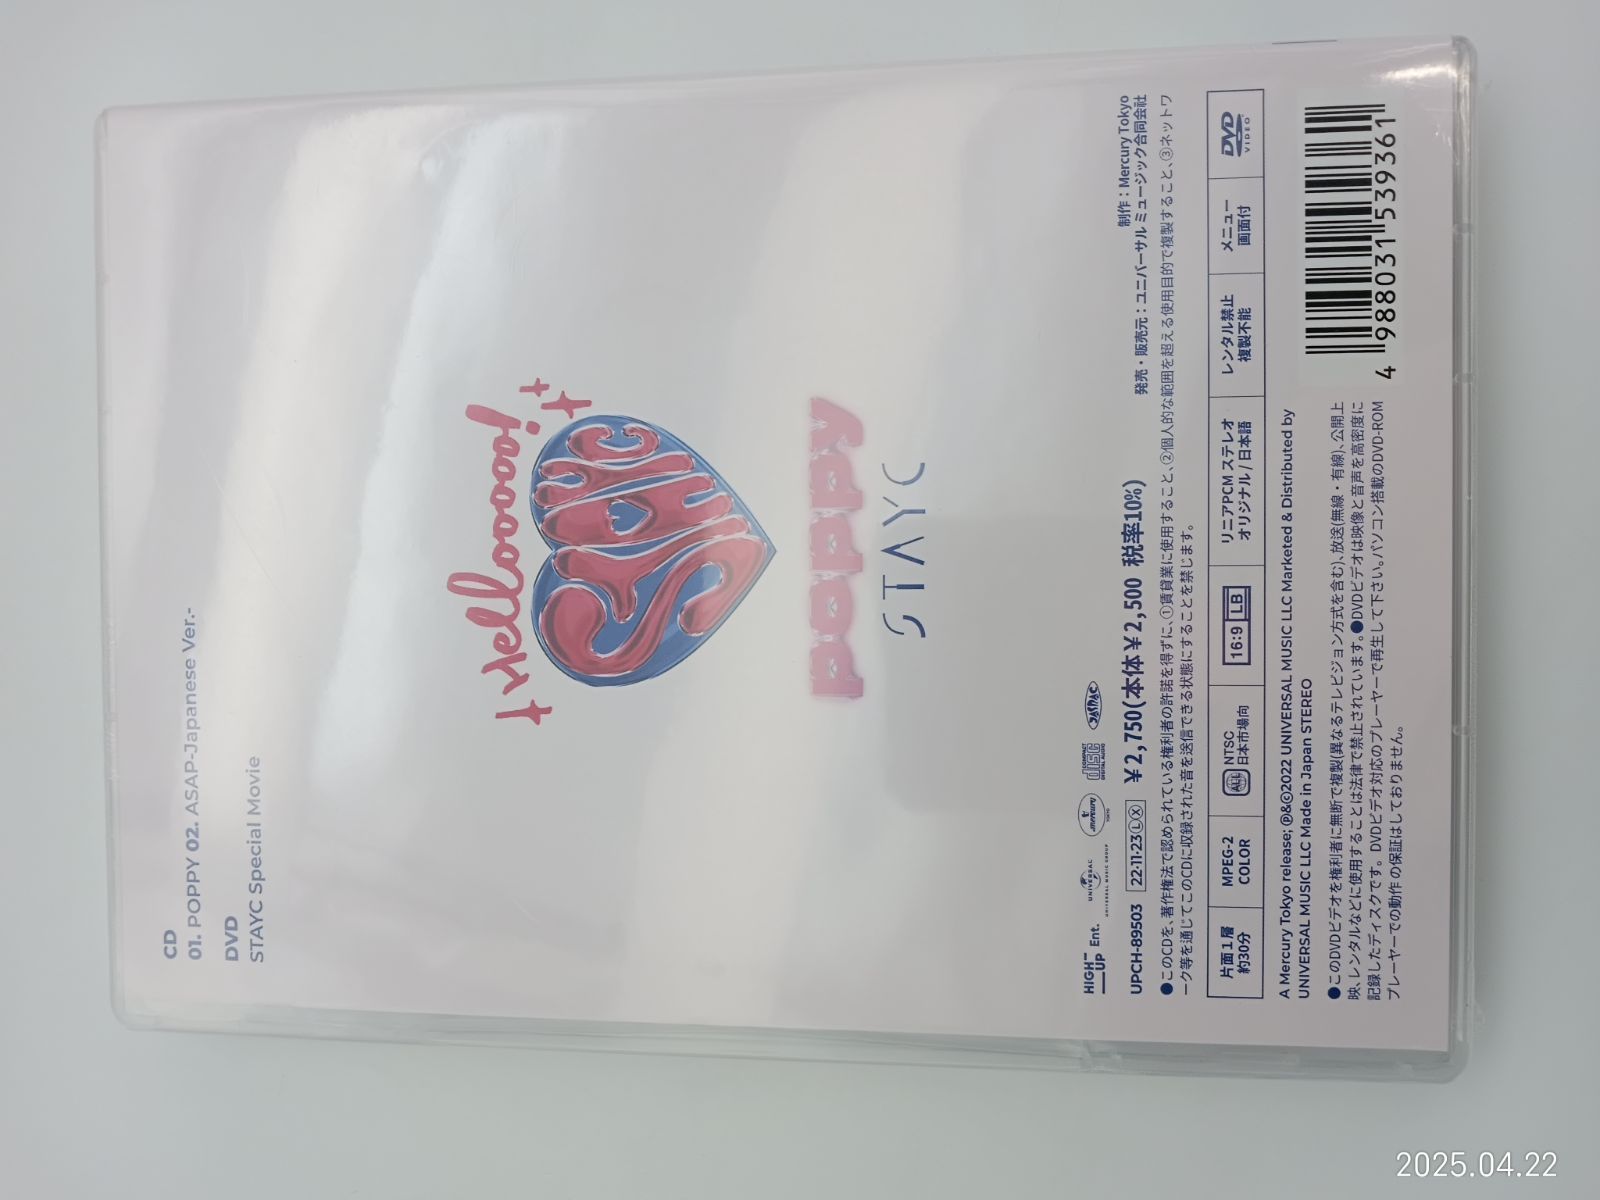 CD
01. POPPY 02. ASAP-Japanese Ver.-
DVD
STAYC Special Movie
Hellooooo!
STAYC
POPPY
STAYC
HIGH UP Ent.
UNIVERSAL
UNIVERSAL MUSIC GROUP
mercury
TOKYO
COMPACT
disc
DIGITAL AUDIO
JASRAC
制作：Mercury Tokyo
UPCH-89503 22·11·23ⓁⓍ ¥2,750(本体¥2,500 税率10%) 発売・販売元：ユニバーサル ミュージック合同会社
●このCDを、著作権法で認められている権利者の許諾を得ずに、①賃貸業に使用すること、②個人的な範囲を超える使用目的で複製すること、③ネットワ
ーク等を通じてこのCDに収録された音を送信できる状態にすることを禁じます。
片面1層
約30分
MPEG-2
COLOR
ALL
NTSC
日本市場向
16:9 LB
リニアPCM ステレオ
オリジナル / 日本語
レンタル禁止
複製不能
メニュー
画面付
DVD
VIDEO
A Mercury Tokyo release; ℗&©2022 UNIVERSAL MUSIC LLC Marketed & Distributed by
UNIVERSAL MUSIC LLC Made in Japan STEREO
●このDVDビデオを権利者に無断で複製(異なるテレビジョン方式を含む)、放送(無線・有線)、公開上
映、レンタルなどに使用することは法律で禁止されています。●DVDビデオは映像と音声を高密度に
記録したディスクです。DVDビデオ対応のプレーヤーで再生して下さい。パソコン搭載のDVD-ROM
プレーヤーでの動作の保証はしておりません。
4 988031 539361
2025.04.22